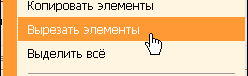 Копировать элементы
Вырезать элементы
Выделить всё